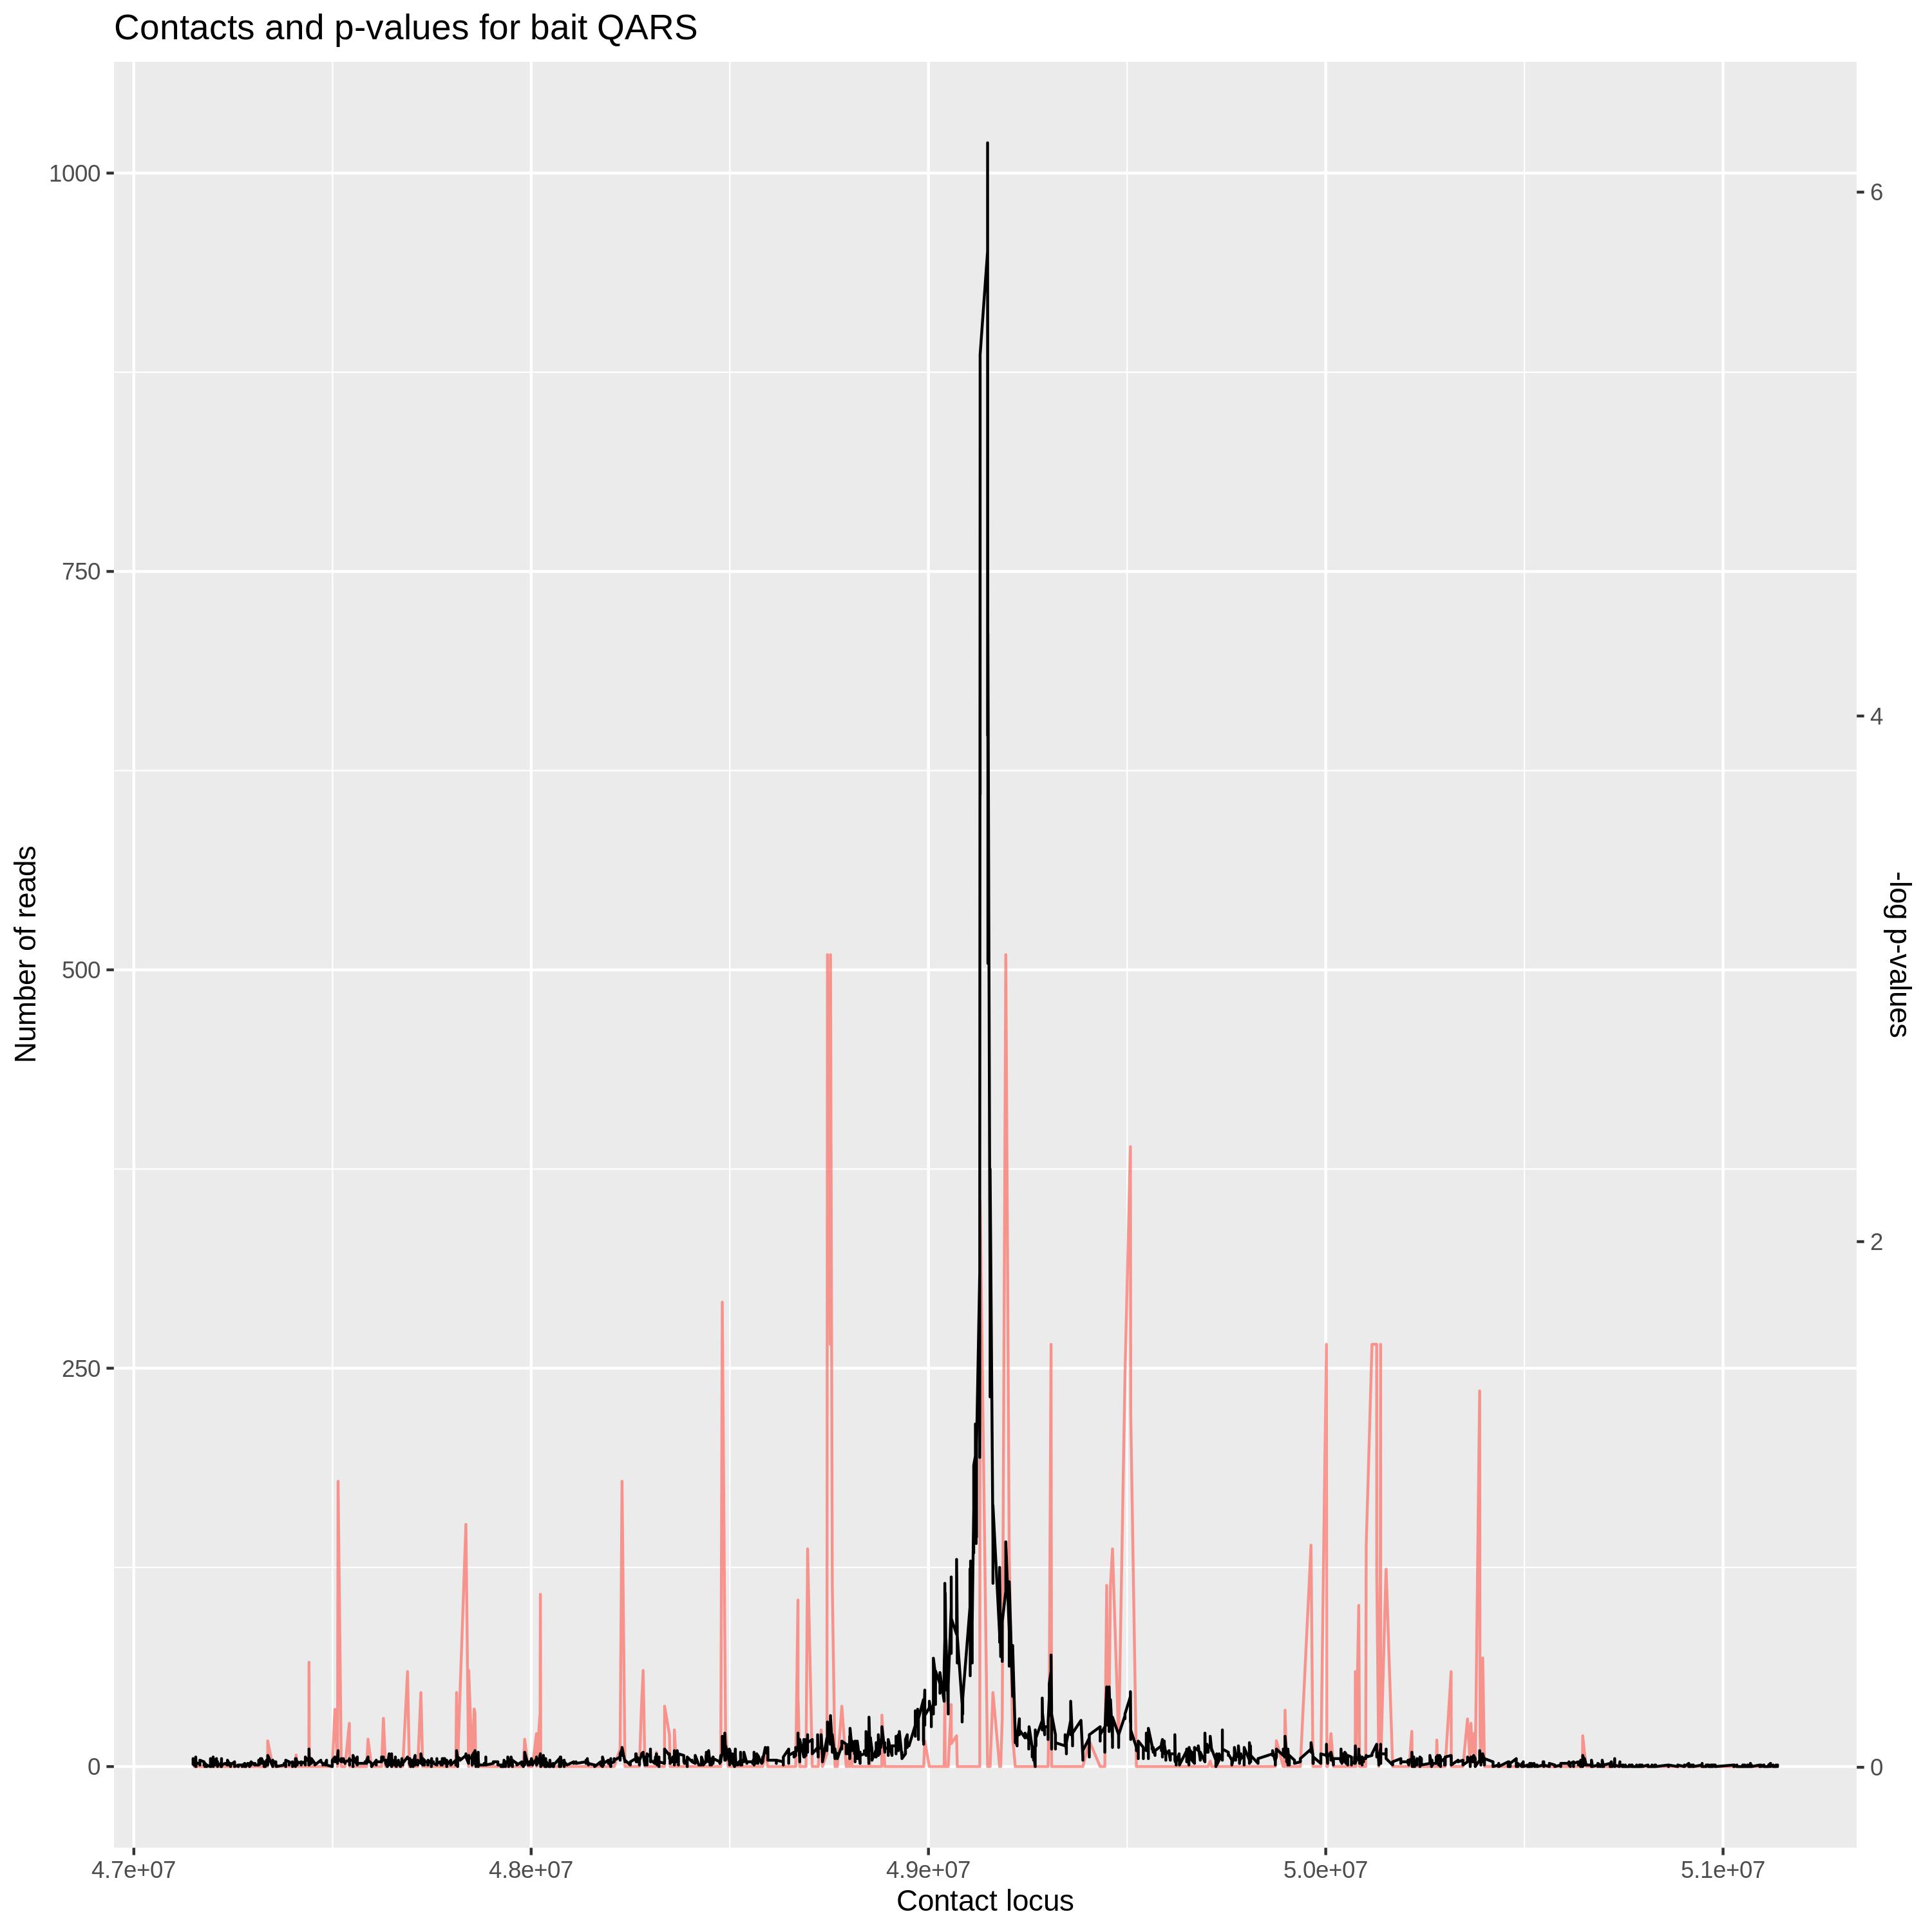 Contacts and p-values for bait QARS
1000
750
500
250
0
Number of reads
6
4
2
0
-log p-values
4.7e+07
4.8e+07
4.9e+07
5.0e+07
5.1e+07
Contact locus